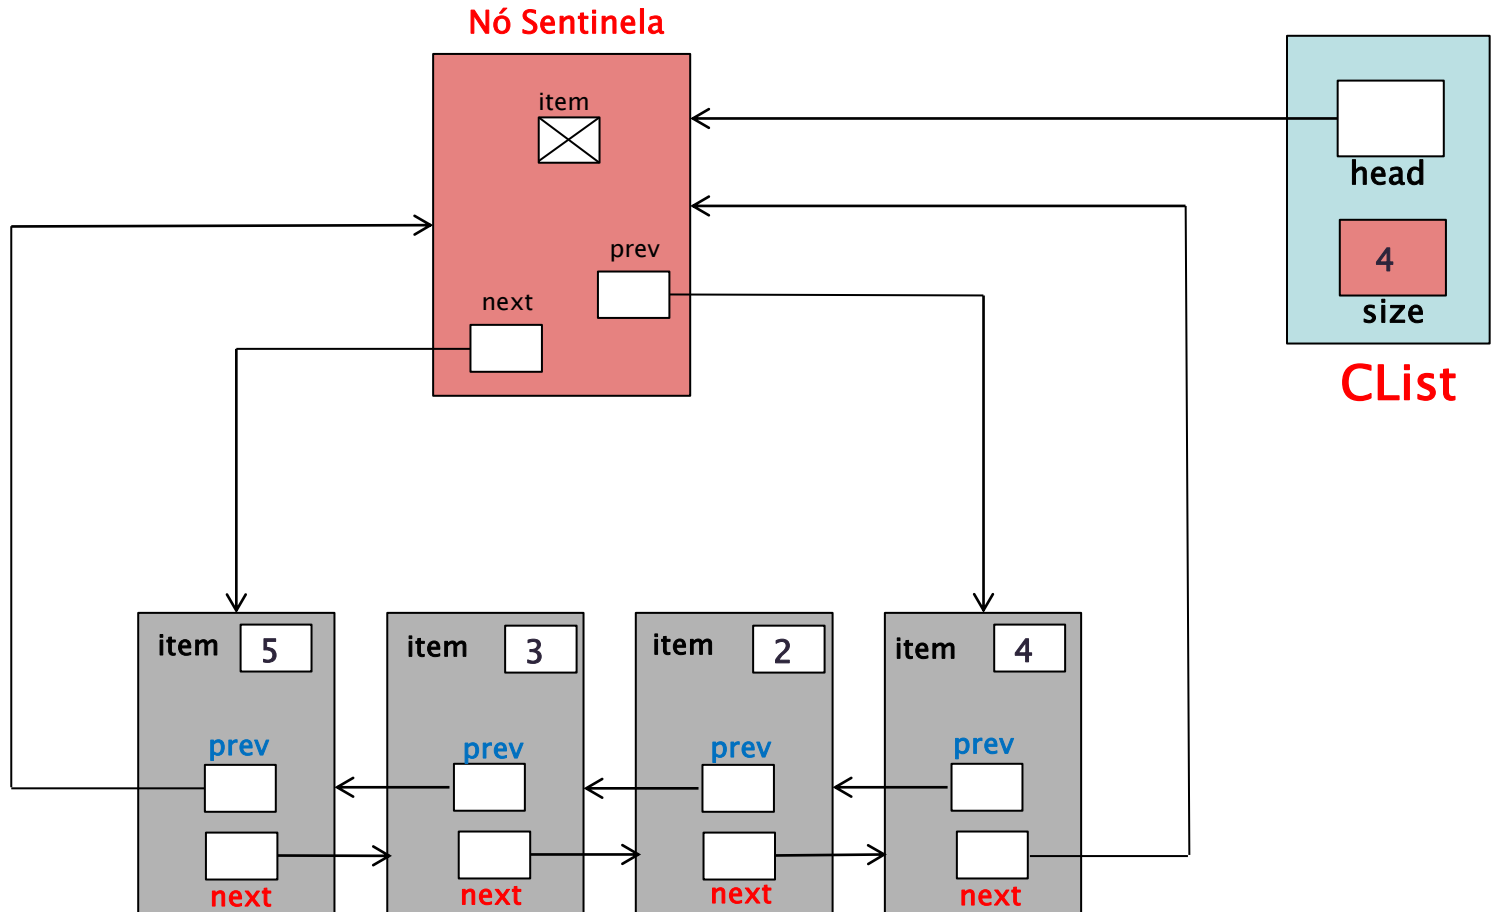 Nó Sentinela
item
prev
next
head
4
size
CList
item 5
prev
next
item 3
prev
next
item 2
prev
next
item 4
prev
next